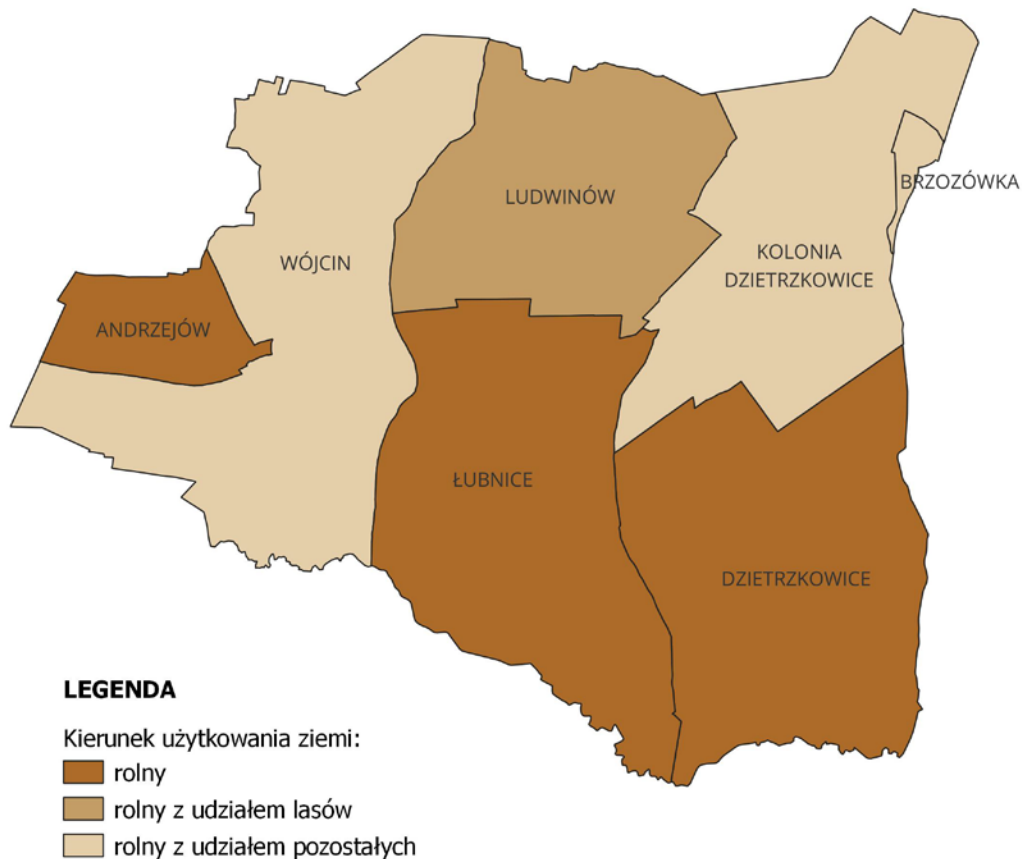 LUDWINÓW
BRZOZÓWKA
WÓJCIN
KOLONIA
DZIETRZKOWICE
ANDRZEJÓW
ŁUBNICE
DZIETRZKOWICE
LEGENDA
Kierunek użytkowania ziemi:
rolny
rolny z udziałem lasów
rolny z udziałem pozostałych